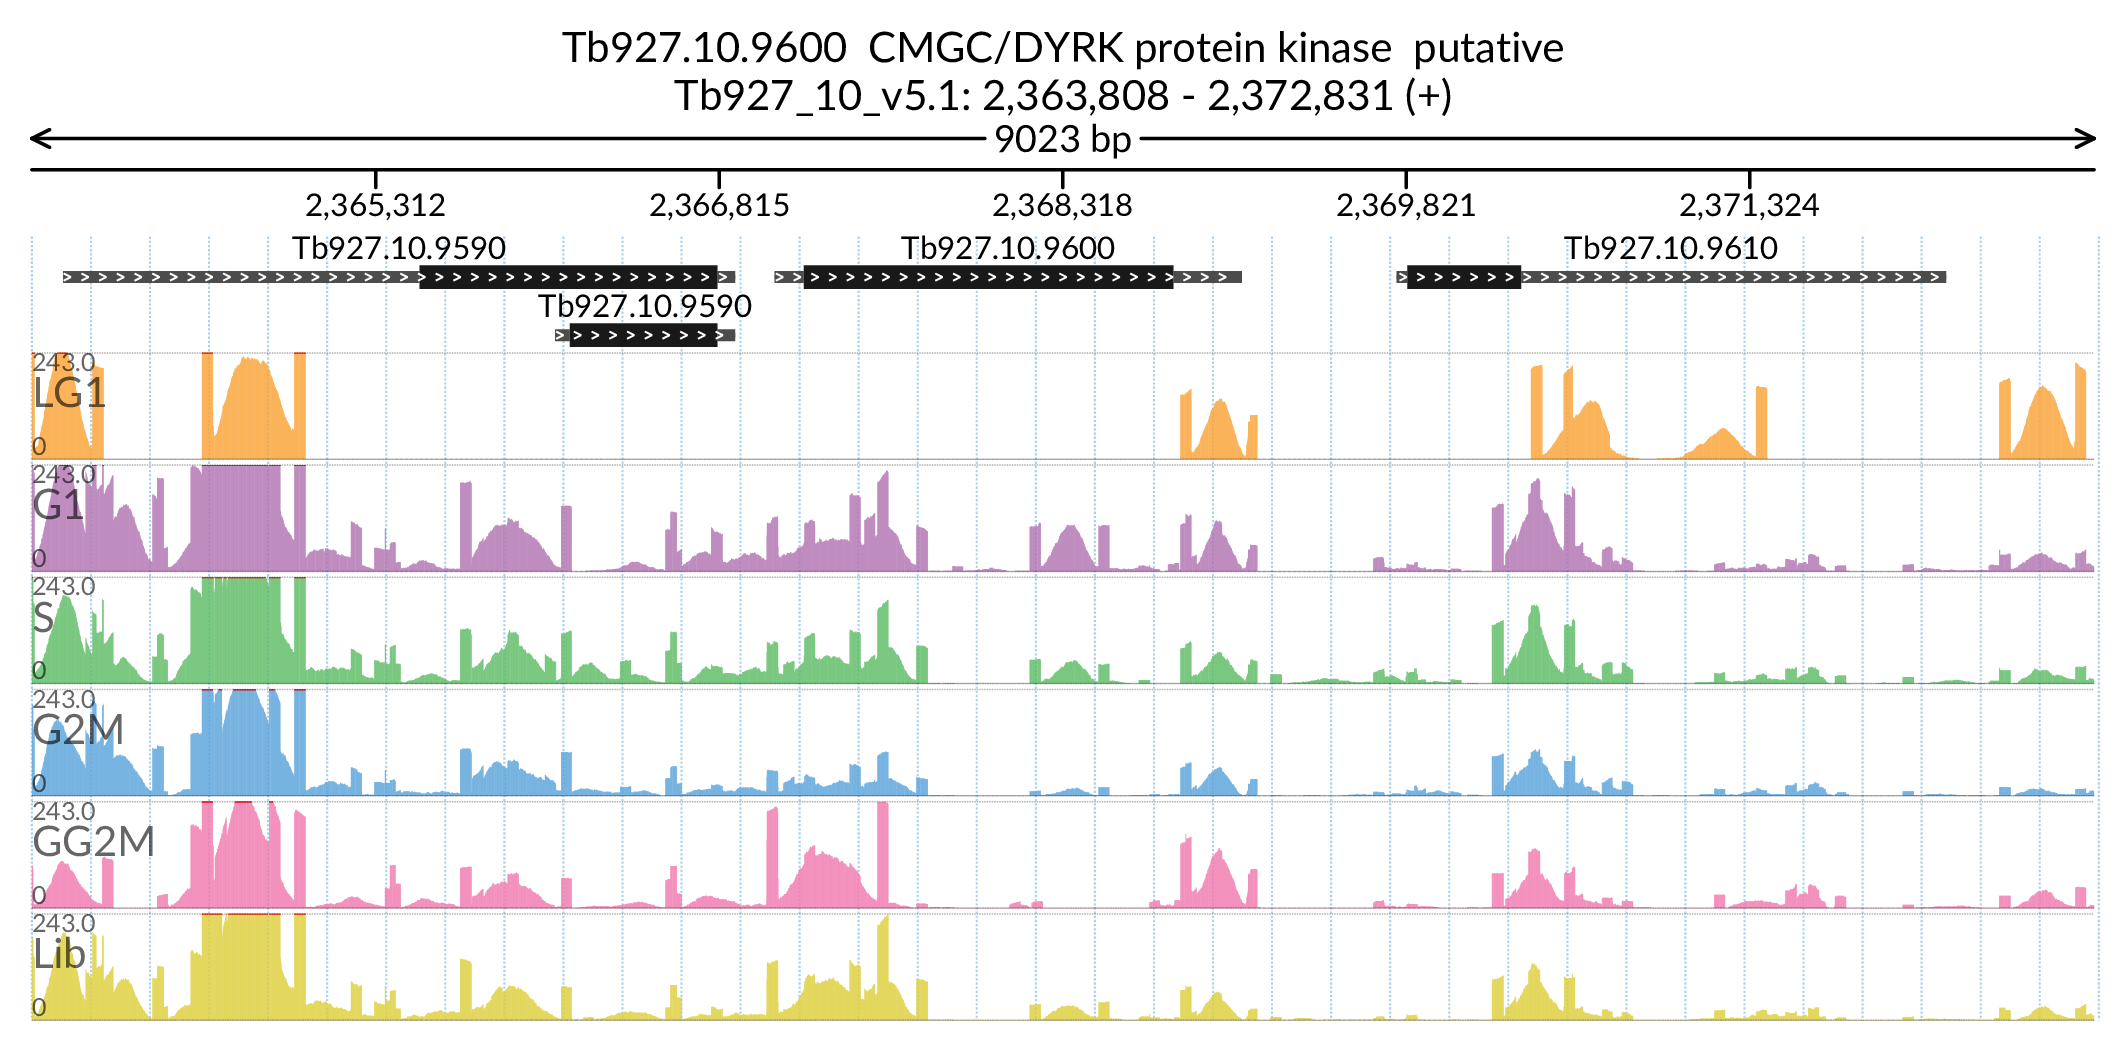 Tb927.10.9600  CMGC/DYRK protein kinase  putative
Tb927_10_v5.1: 2,363,808 - 2,372,831 (+)
9023 bp
2,365,312 2,366,815 2,368,318 2,369,821 2,371,324
Tb927.10.9590 Tb927.10.9600 Tb927.10.9610
Tb927.10.9590
243.0
LG1
0
243.0
G1
0
243.0
S
0
243.0
G2M
0
243.0
GG2M
0
243.0
Lib
0